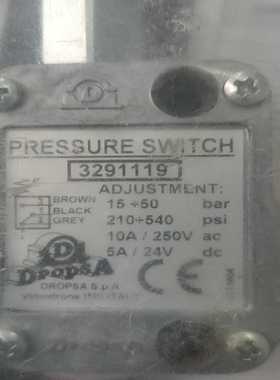 D
PRESSURE SWITCH
3291119
ADJUSTMENT:
BROWN
BLACK
GREY
15 ÷50 bar
210÷540 psi
10A / 250V ac
5A / 24V dc
D
DROPSA
CE
DROPSA S.p.A